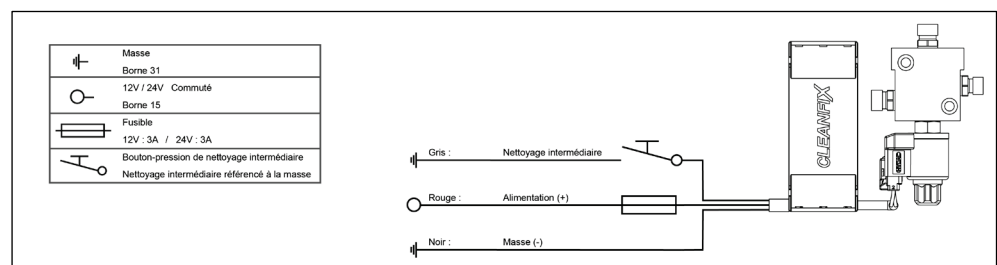 Masse
Borne 31
12V / 24V Commuté
Borne 15
Fusible
12V : 3A / 24V : 3A
Bouton-pression de nettoyage intermédiaire
Nettoyage intermédiaire référencé à la masse
Gris : Nettoyage intermédiaire
Rouge : Alimentation (+)
Noir : Masse (-)
CLEANFIX